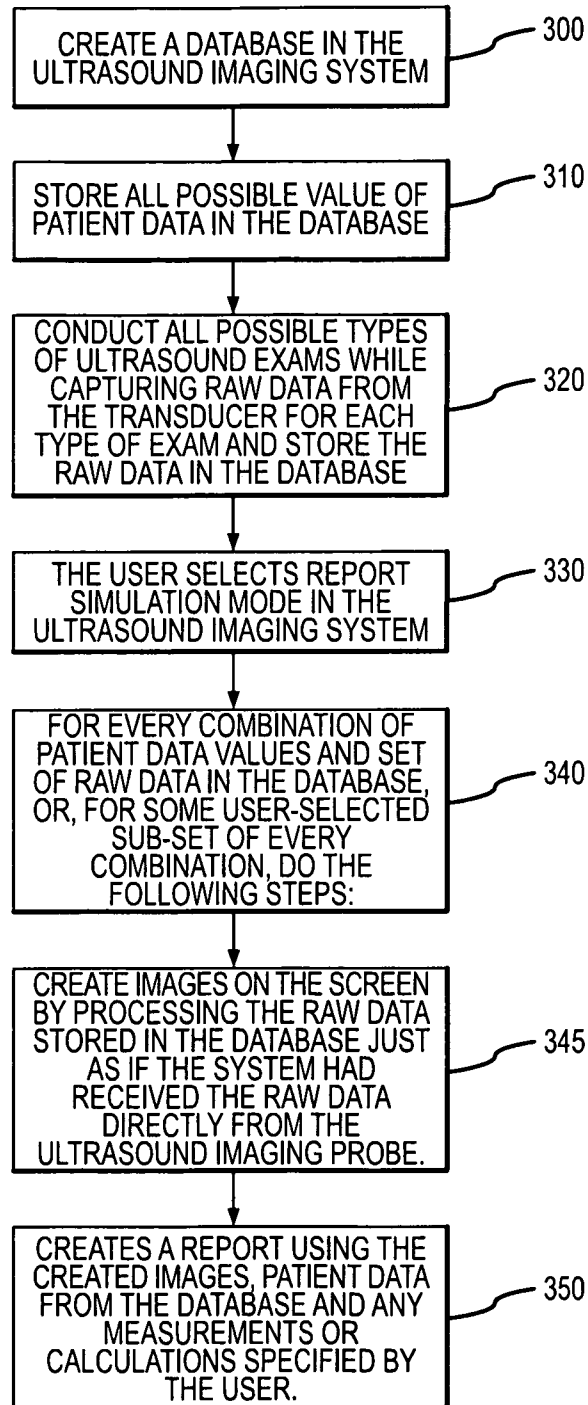 CREATE A DATABASE IN THE
ULTRASOUND IMAGING SYSTEM
300
STORE ALL POSSIBLE VALUE OF
PATIENT DATA IN THE DATABASE
310
CONDUCT ALL POSSIBLE TYPES
OF ULTRASOUND EXAMS WHILE
CAPTURING RAW DATA FROM
THE TRANSDUCER FOR EACH
TYPE OF EXAM AND STORE THE
RAW DATA IN THE DATABASE
320
THE USER SELECTS REPORT
SIMULATION MODE IN THE
ULTRASOUND IMAGING SYSTEM
330
FOR EVERY COMBINATION OF
PATIENT DATA VALUES AND SET
OF RAW DATA IN THE DATABASE,
OR, FOR SOME USER-SELECTED
SUB-SET OF EVERY
COMBINATION, DO THE
FOLLOWING STEPS:
340
CREATE IMAGES ON THE SCREEN
BY PROCESSING THE RAW DATA
STORED IN THE DATABASE JUST
AS IF THE SYSTEM HAD
RECEIVED THE RAW DATA
DIRECTLY FROM THE
ULTRASOUND IMAGING PROBE.
345
CREATES A REPORT USING THE
CREATED IMAGES, PATIENT DATA
FROM THE DATABASE AND ANY
MEASUREMENTS OR
CALCULATIONS SPECIFIED BY
THE USER.
350